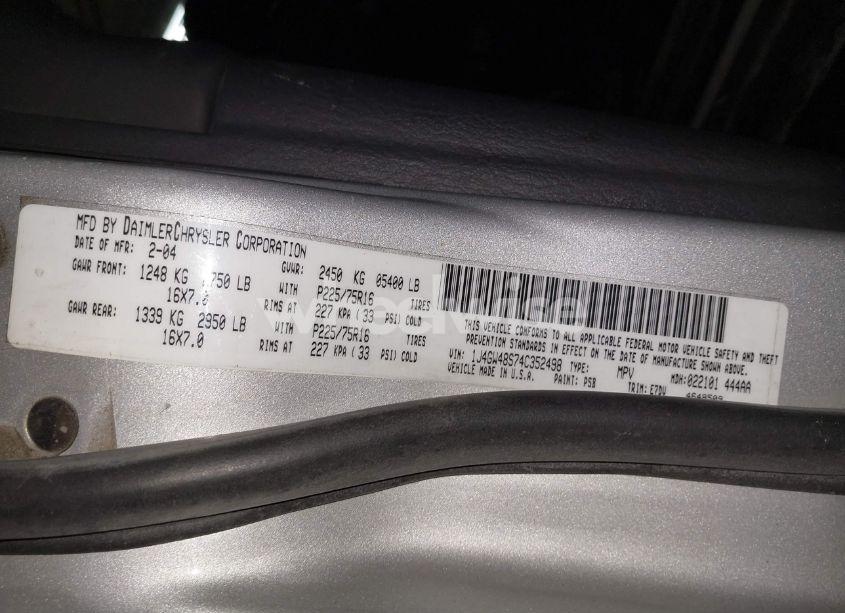 MFD BY DAIMLERCHRYSLER CORPORATION
DATE OF MFR: 2-04 GVWR: 2450 KG 05400 LB
GAWR FRONT: 1248 KG 750 LB WITH P225/75R16 TIRES
16X7.0 RIMS AT 227 KPA ( 33 PSI) COLD
GAWR REAR: 1339 KG 2950 LB WITH P225/75R16 TIRES
16X7.0 RIMS AT 227 KPA ( 33 PSI) COLD
THIS VEHICLE CONFORMS TO ALL APPLICABLE FEDERAL MOTOR VEHICLE SAFETY AND THEFT
PREVENTION STANDARDS IN EFFECT ON THE DATE OF MANUFACTURE SHOWN ABOVE.
VIN: 1J4GW48S74C352498 TYPE: MPV MDH: 022101 444AA
VEHICLE MADE IN U.S.A. PAINT: PSB TRIM: E7DV